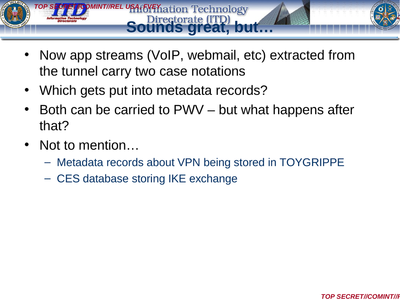 TOP SECRET//COMINT//REL USA, FVEY
ITD
Information Technology
Directorate
Information Technology
Directorate (ITD)
Sounds great, but…
• Now app streams (VoIP, webmail, etc) extracted from
the tunnel carry two case notations
• Which gets put into metadata records?
• Both can be carried to PWV – but what happens after
that?
• Not to mention…
– Metadata records about VPN being stored in TOYGRIPPE
– CES database storing IKE exchange
TOP SECRET//COMINT//R